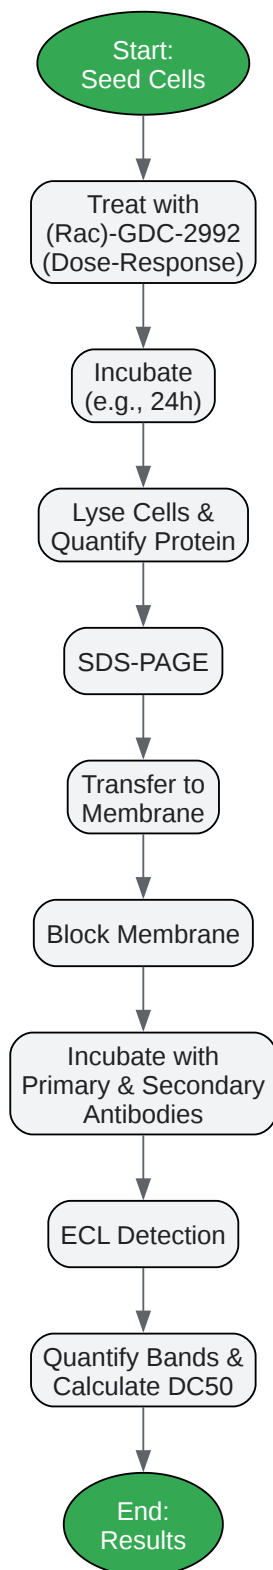 Start:
Seed Cells
Treat with
(Rac)-GDC-2992
(Dose-Response)
Incubate
(e.g., 24h)
Lyse Cells &
Quantify Protein
SDS-PAGE
Transfer to
Membrane
Block Membrane
Incubate with
Primary & Secondary
Antibodies
ECL Detection
Quantify Bands &
Calculate DC50
End:
Results